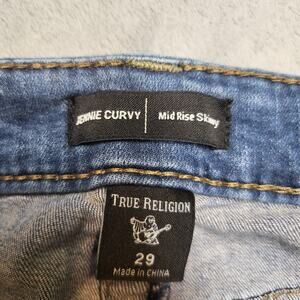 JENNIE CURVY | Mid Rise Skinny
TRUE RELIGION
29
Made in CHINA